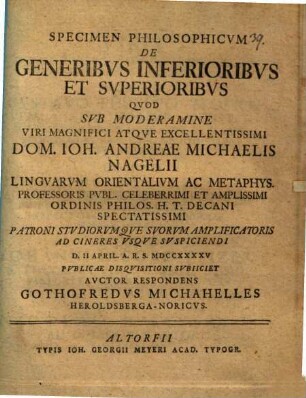 SPECIMEN PHILOSOPHICVM 39.
DE
GENERIBVS INFERIORIBVS
ET SVPERIORIBVS
QVOD
SVB MODERAMINE
VIRI MAGNIFICI ATQVE EXCELLENTISSIMI
DOM. IOH. ANDREAE MICHAELIS
NAGELII
LINGVARVM ORIENTALIVM AC METAPHYS.
PROFESSORIS PVBL. CELEBERRIMI ET AMPLISSIMI
ORDINIS PHILOS. H. T. DECANI
SPECTATISSIMI
PATRONI STVDIORVMQVE SVORVM AMPLIFICATORIS
AD CINERES VSQVE SVSPICIENDI
D. II APRIL. A. R. S. MDCCXXXXV
PVBLICAE DISQVISITIONI SVBIICIET
AVCTOR RESPONDENS
GOTHOFREDVS MICHAHELLES
HEROLDSBERGA-NORICVS.
ALTORFII
TYPIS IOH. GEORGII MEYERI ACAD. TYPOGR.